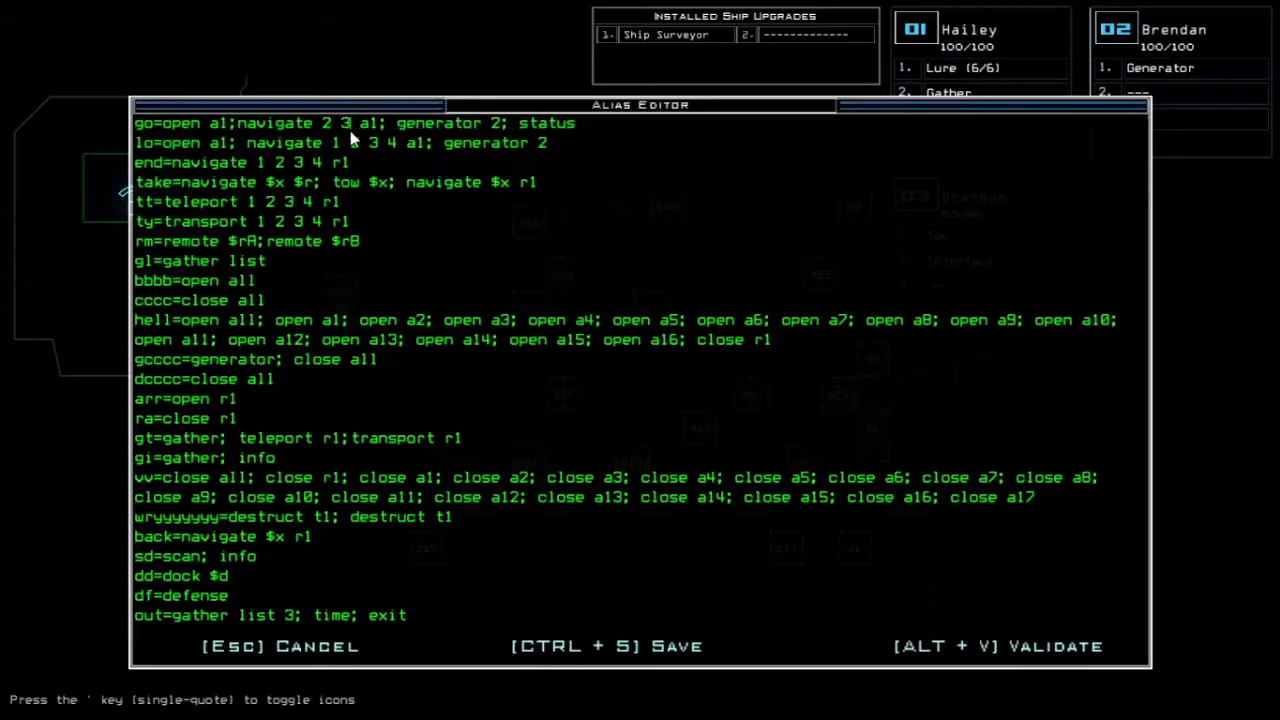 Installed Ship Upgrades
1. Ship Surveyor 2. -------------
01 Hailey
100/100
1. Lure (6/6)
2. Gather
02 Brendan
100/100
1. Generator
2. ---
Alias Editor
go=open a1;navigate 2 3 a1; generator 2; status
lo=open a1; navigate 1 3 4 a1; generator 2
end=navigate 1 2 3 4 r1
take=navigate $x $r; tow $x; navigate $x r1
tt=teleport 1 2 3 4 r1
ty=transport 1 2 3 4 r1
rm=remote $rA;remote $rB
gl=gather list
bbbb=open all
cccc=close all
hell=open all; open a1; open a2; open a3; open a4; open a5; open a6; open a7; open a8; open a9; open a10;
open a11; open a12; open a13; open a14; open a15; open a16; close r1
gcccc=generator; close all
dcccc=close all
arr=open r1
ra=close r1
gt=gather; teleport r1;transport r1
gi=gather; info
vv=close all; close r1; close a1; close a2; close a3; close a4; close a5; close a6; close a7; close a8;
close a9; close a10; close a11; close a12; close a13; close a14; close a15; close a16; close a17
wryyyyyyy=destruct t1; destruct t1
back=navigate $x r1
sd=scan; info
dd=dock $d
df=defense
out=gather list 3; time; exit
[Esc] Cancel [CTRL + S] Save [ALT + V] Validate
Press the ' key (single-quote) to toggle icons